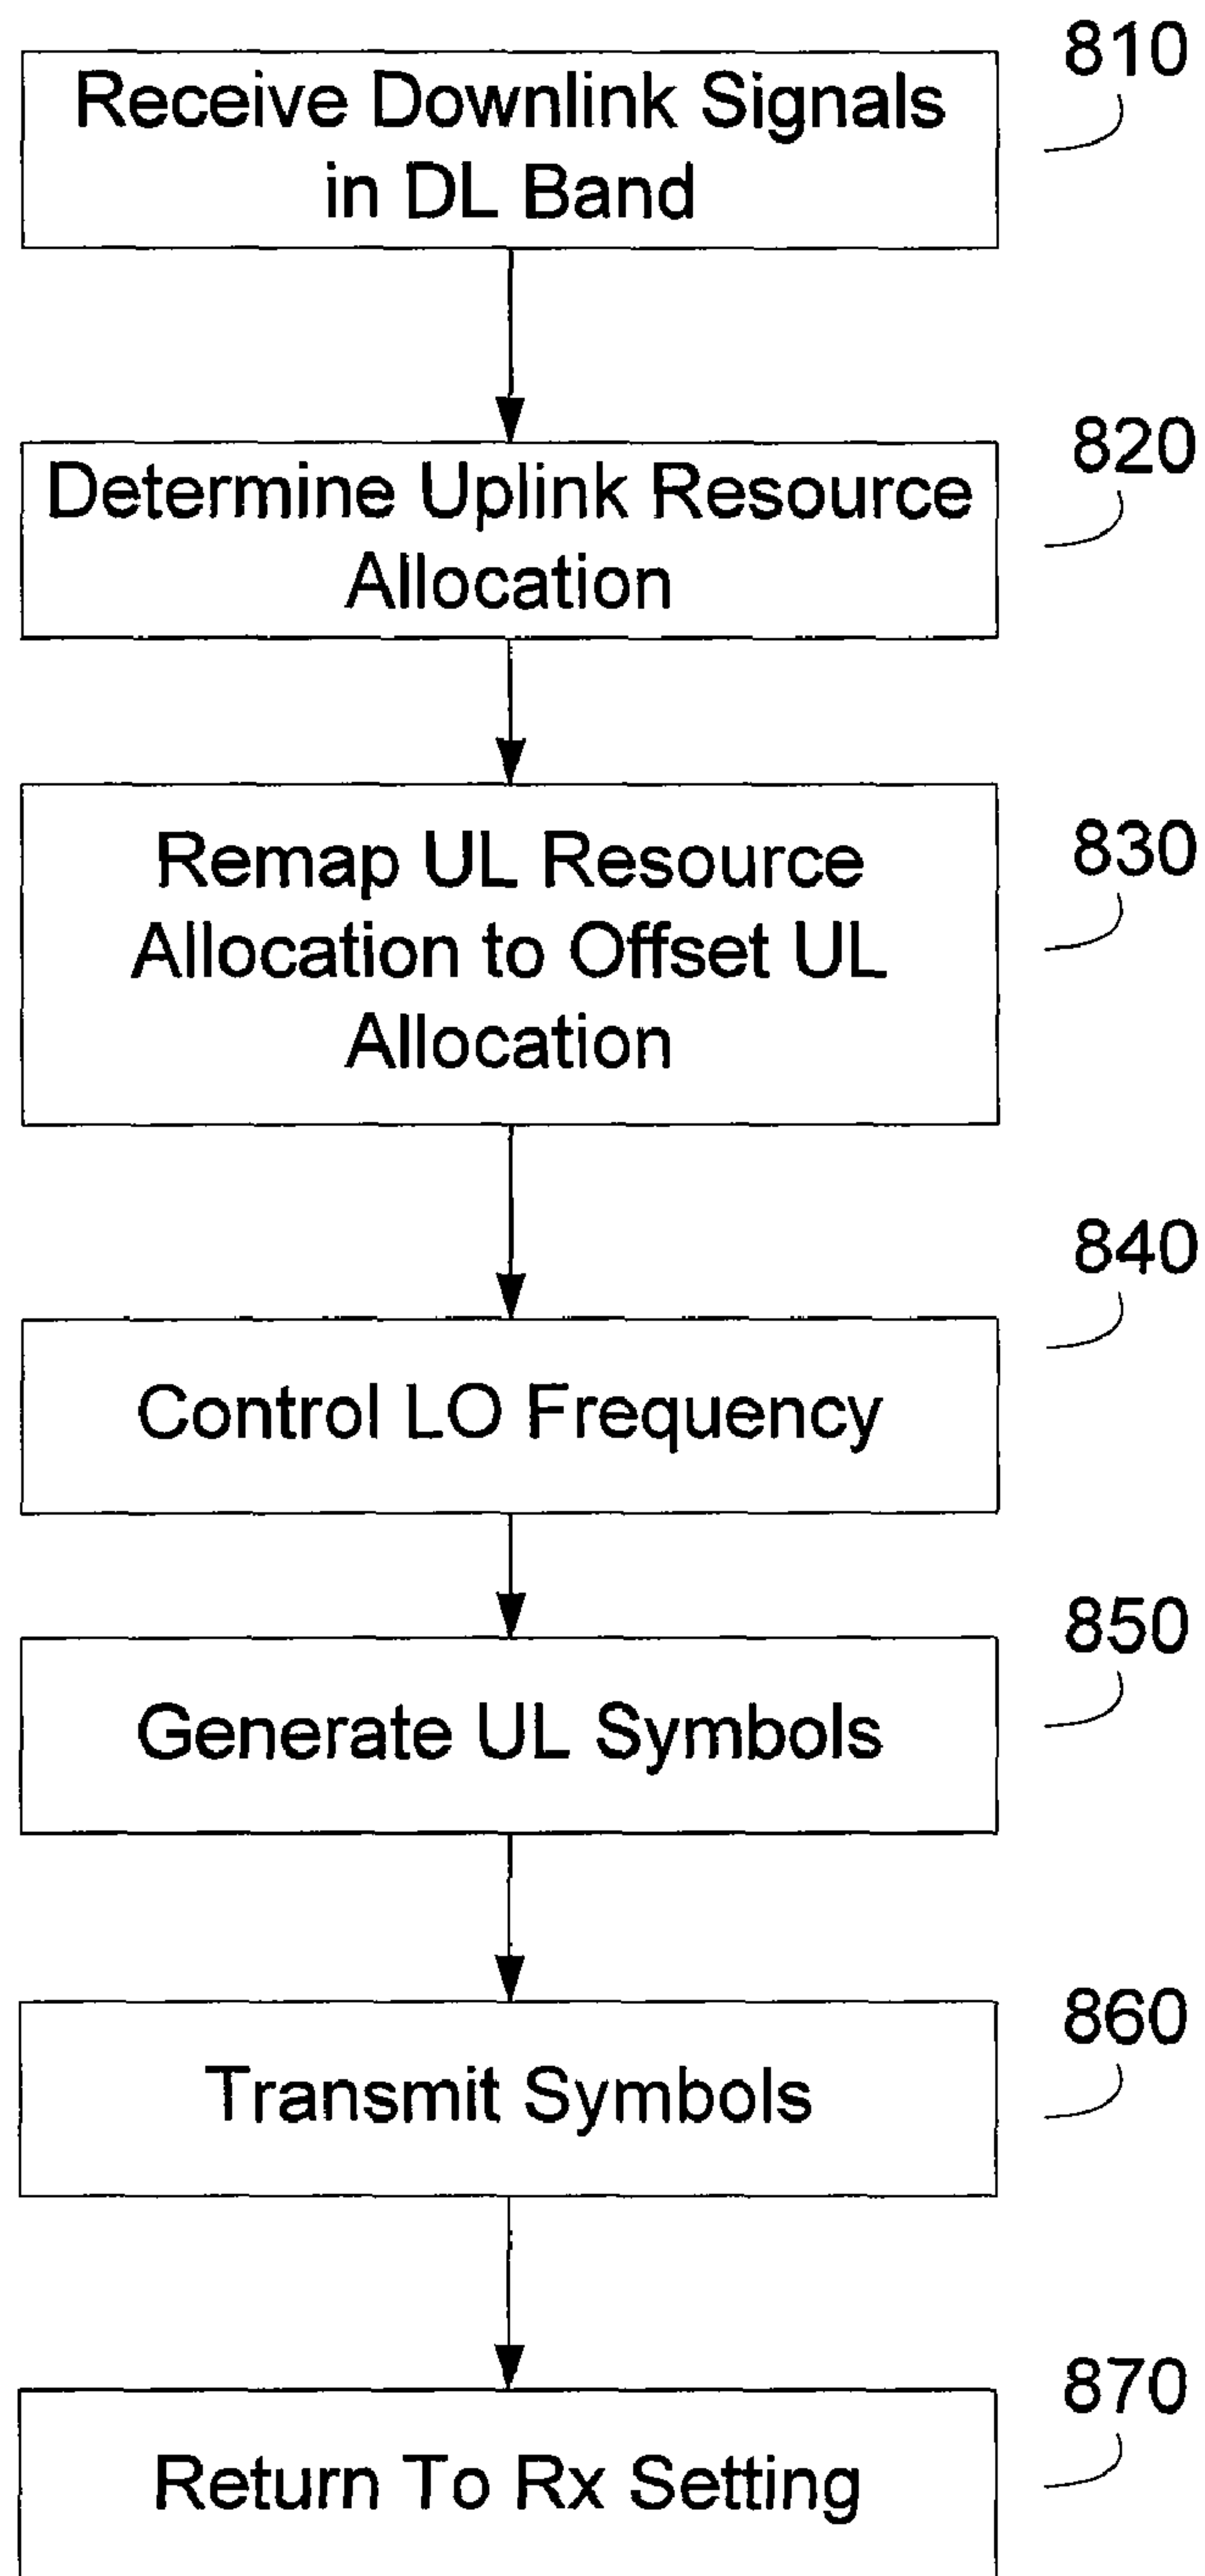 810
Receive Downlink Signals
in DL Band
820
Determine Uplink Resource
Allocation
830
Remap UL Resource
Allocation to Offset UL
Allocation
840
Control LO Frequency
850
Generate UL Symbols
860
Transmit Symbols
870
Return To Rx Setting